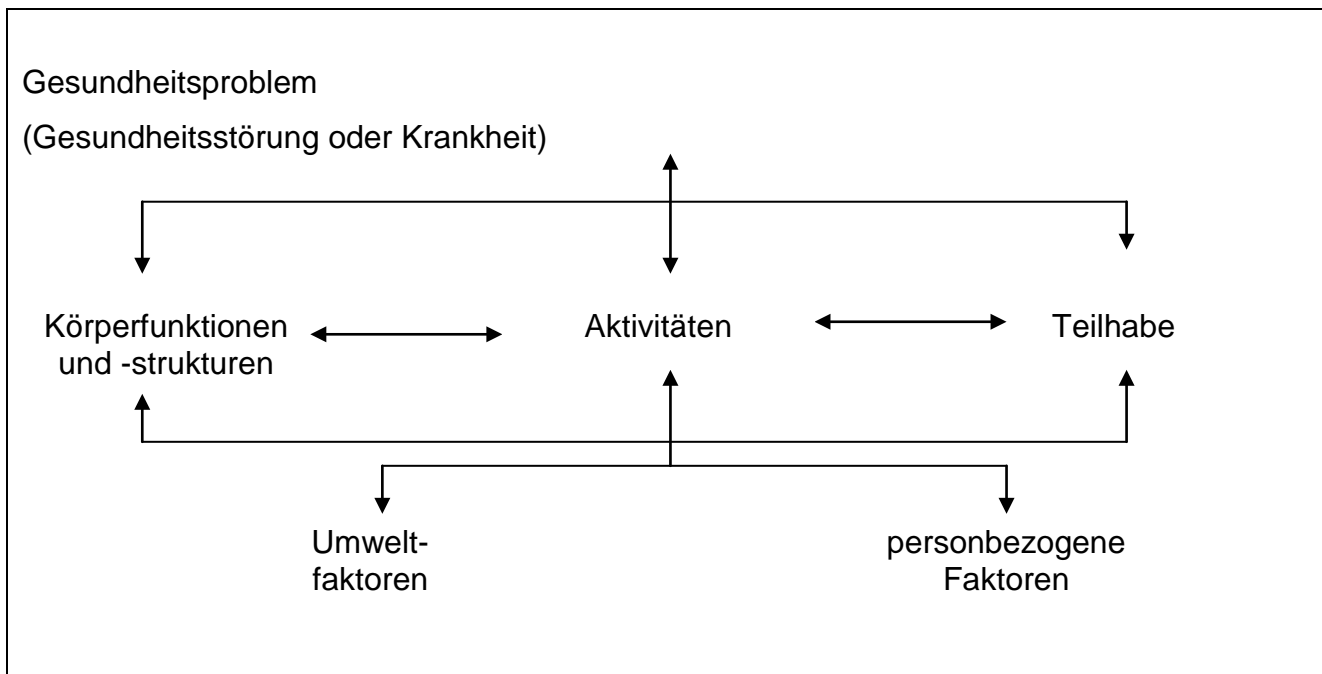 Gesundheitsproblem
(Gesundheitsstörung oder Krankheit)
Körperfunktionen
und -strukturen
Aktivitäten
Teilhabe
Umwelt-
faktoren
personbezogene
Faktoren